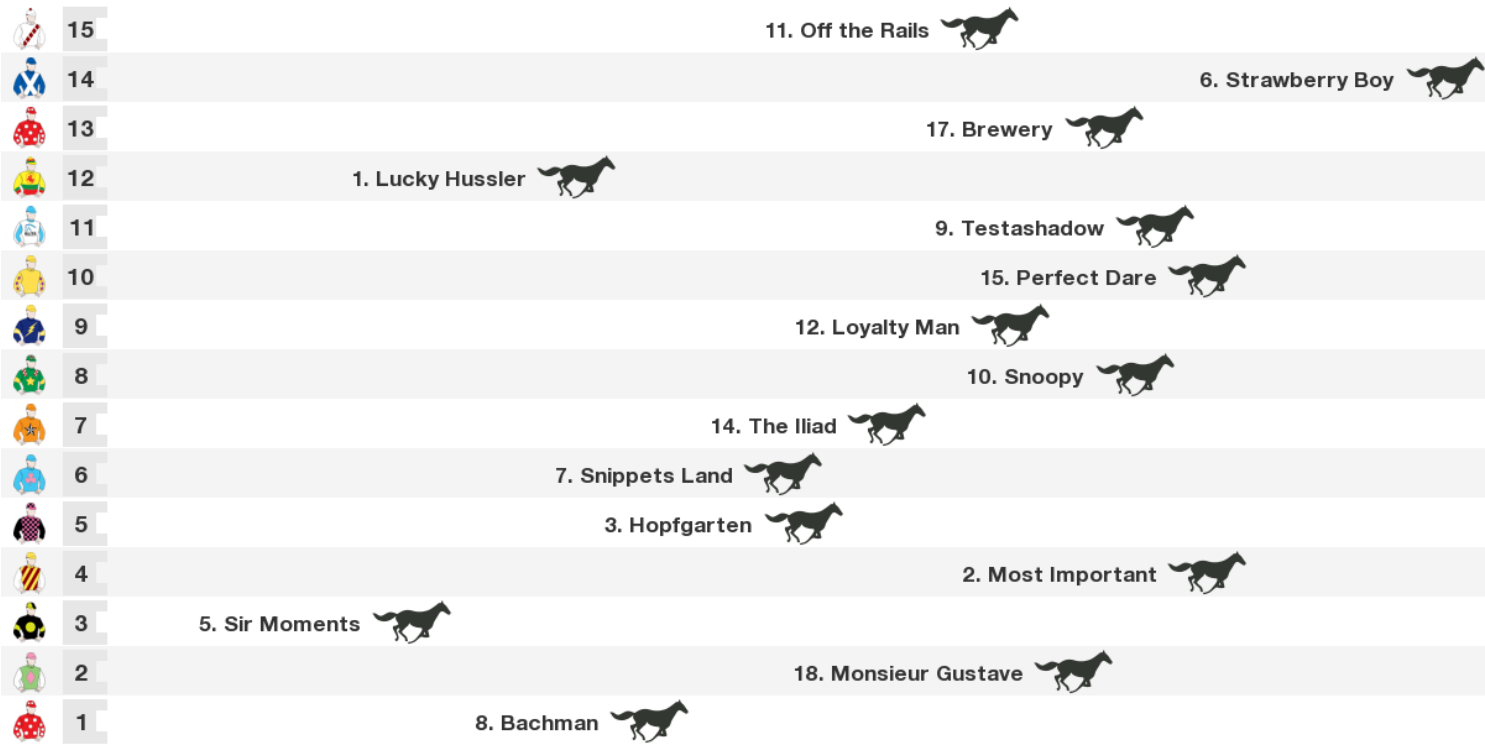 15 11. Off the Rails
14 6. Strawberry Boy
13 17. Brewery
12 1. Lucky Hussler
11 9. Testashadow
10 15. Perfect Dare
9 12. Loyalty Man
8 10. Snoopy
7 14. The Iliad
6 7. Snippets Land
5 3. Hopfgarten
4 2. Most Important
3 5. Sir Moments
2 18. Monsieur Gustave
1 8. Bachman